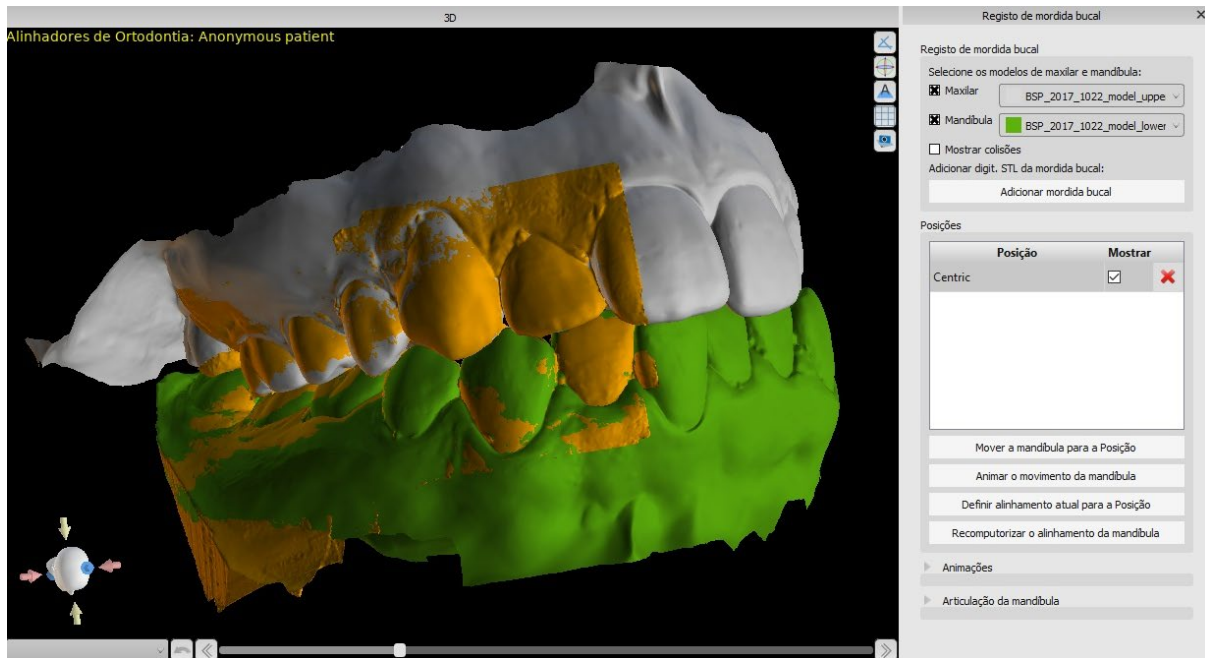 3D
Alinhadores de Ortodontia: Anonymous patient
Registo de mordida bucal
Registo de mordida bucal
Selecione os modelos de maxilar e mandíbula:
Maxilar BSP_2017_1022_model_uppe
Mandíbula BSP_2017_1022_model_lower
Mostrar colisões
Adicionar digit. STL da mordida bucal:
Adicionar mordida bucal
Posições
Posição Mostrar
Centric
Mover a mandíbula para a Posição
Animar o movimento da mandíbula
Definir alinhamento atual para a Posição
Recomputorizar o alinhamento da mandíbula
Animações
Articulação da mandíbula